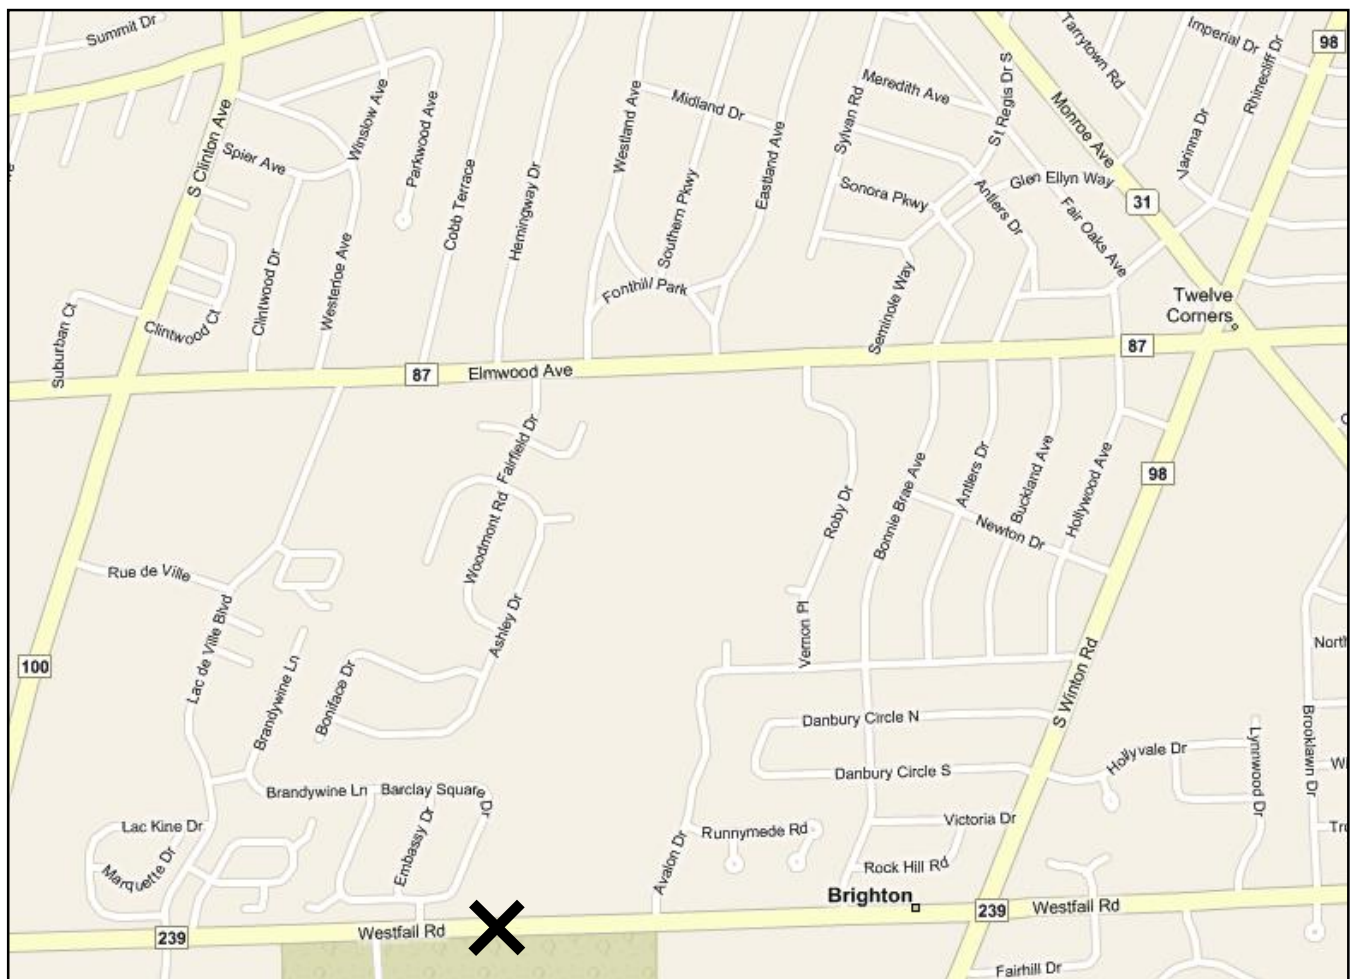 Summit Dr
S Clinton Ave
Spier Ave
Winslow Ave
Parkwood Ave
Cobb Terrace
Hemingway Dr
Westland Ave
Midland Dr
Southern Pkwy
Eastland Ave
Sylvan Rd
Meredith Ave
St Regis Dr S
Tarrytown Rd
Imperial Dr
Rhinecliff Dr
98
Monroe Ave
Varinna Dr
Glen Ellyn Way
31
Sonora Pkwy
Antlers Dr
Fair Oaks Ave
Fonthill Park
Seminole Way
Twelve
Corners
Suburban Ct
Clintwood Ct
Clintwood Dr
Westerloe Ave
87
Elmwood Ave
87
Fairfield Dr
Woodmont Rd
Ashley Dr
Roby Dr
Vernon Pl
Bonnie Brae Ave
Antlers Dr
Buckland Ave
Hollywood Ave
Newton Dr
98
Rue de Ville
Lac de Ville Blvd
100
Brandywine Ln
Boniface Dr
S Winton Rd
Danbury Circle N
Danbury Circle S
Hollyvale Dr
Lynnwood Dr
Brooklawn Dr
North
Brandywine Ln
Barclay Square Dr
Embassy Dr
Lac Kine Dr
Marquette Dr
Avalon Dr
Runnymede Rd
Victoria Dr
Rock Hill Rd
Brighton
239
Westfall Rd
239
Westfall Rd
Fairhill Dr